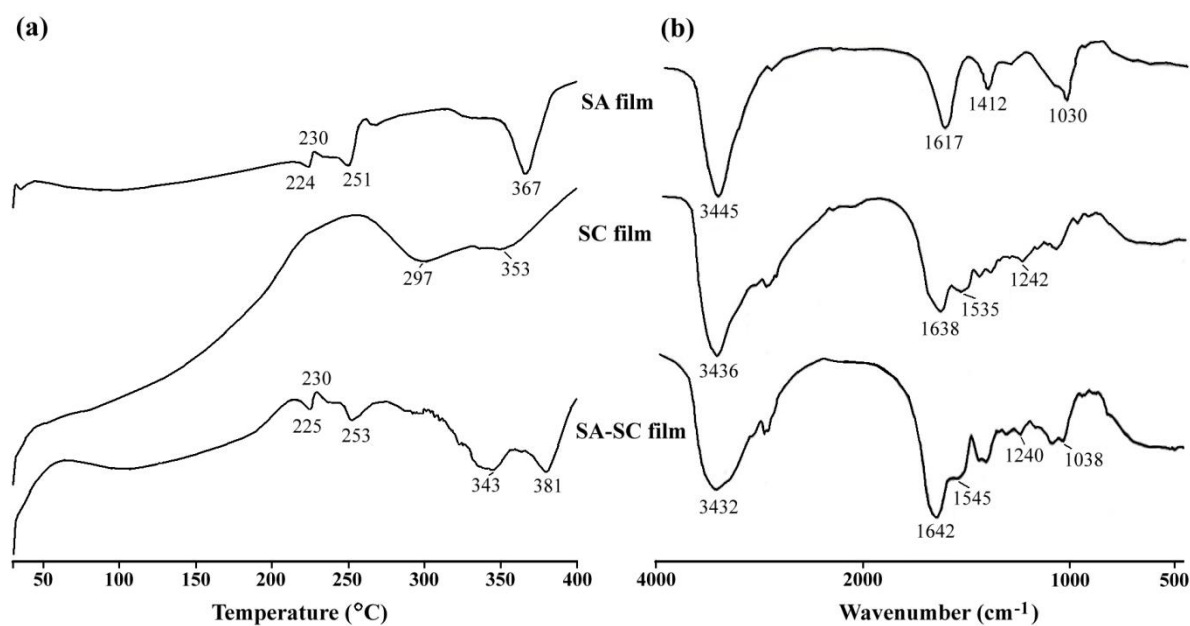 (a)
(b)
SA film
230
224
251
367
3445
1617
1412
1030
SC film
297
353
3436
1638
1535
1242
SA-SC film
230
225
253
343
381
3432
1642
1545
1240
1038
50 100 150 200 250 300 350 400
Temperature (°C)
4000 2000 1000 500
Wavenumber (cm⁻¹)